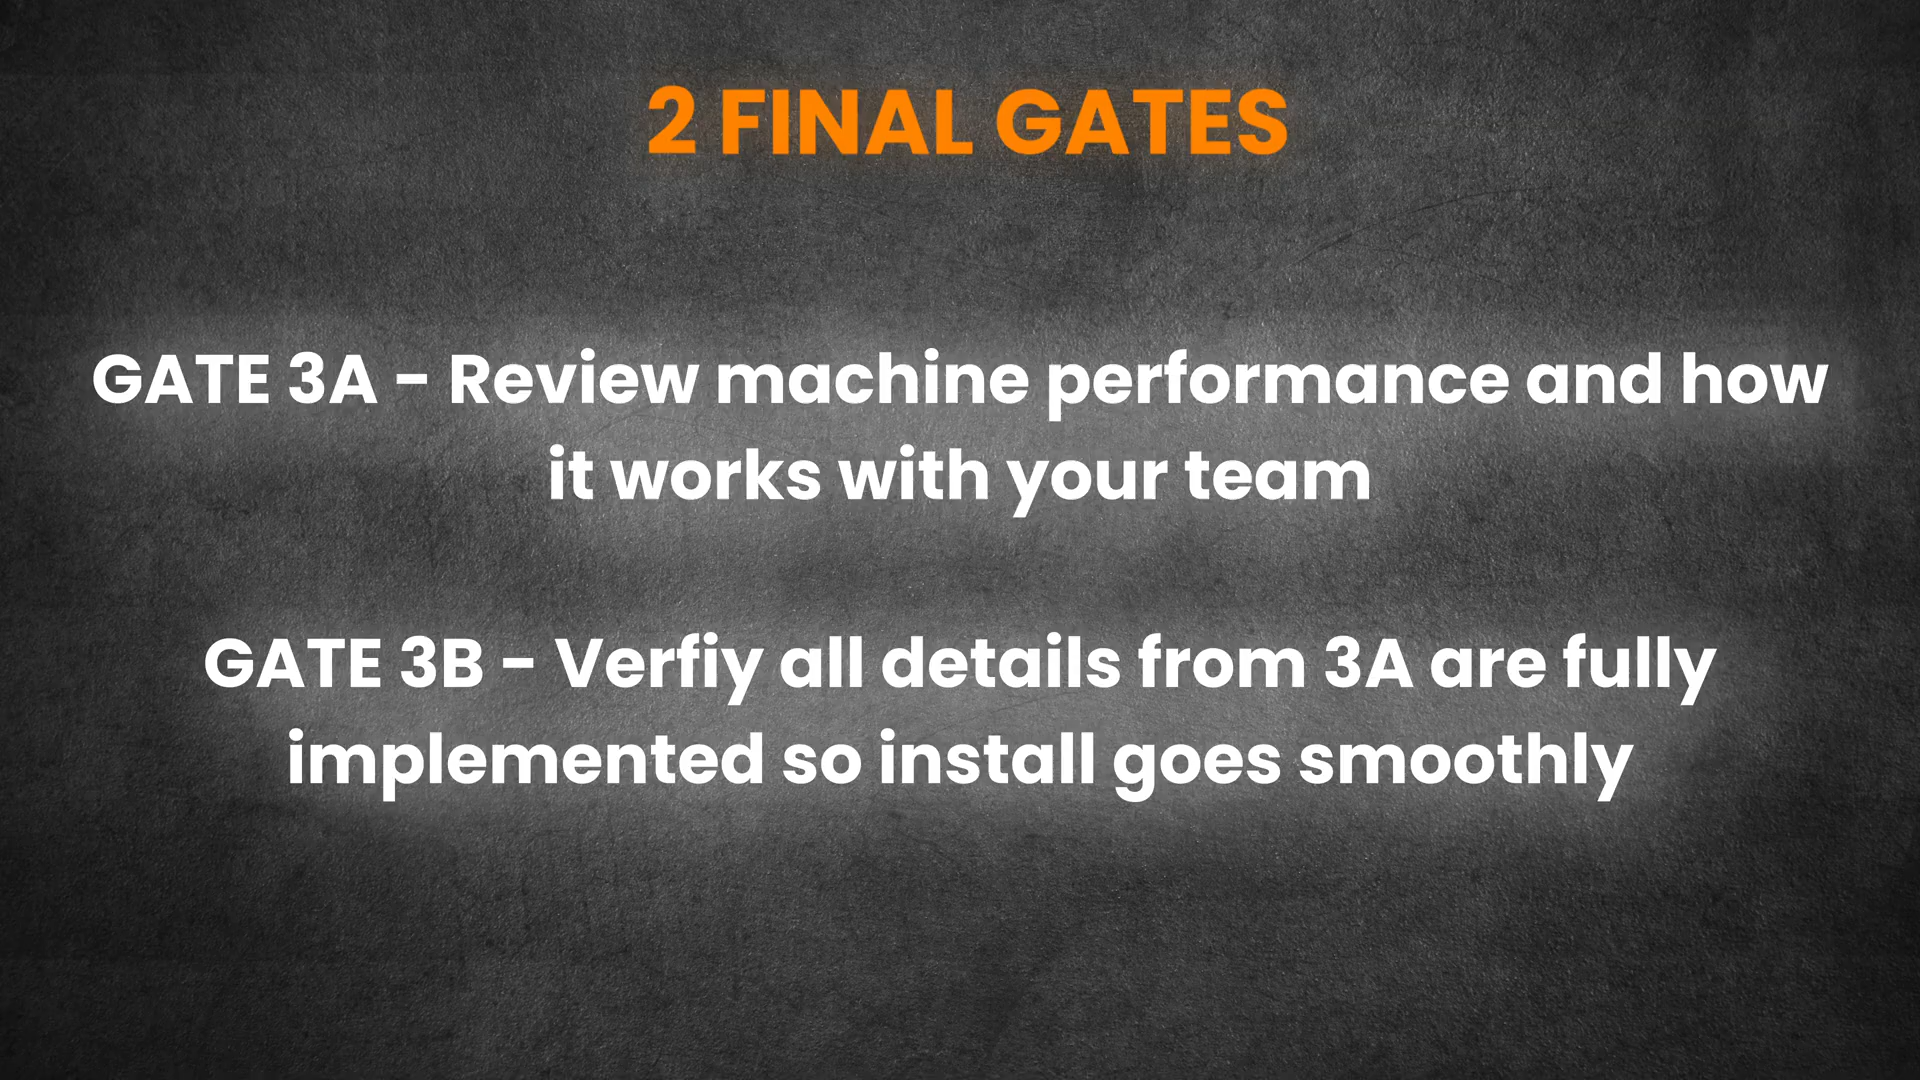 2 FINAL GATES
GATE 3A - Review machine performance and how
it works with your team
GATE 3B - Verfiy all details from 3A are fully
implemented so install goes smoothly